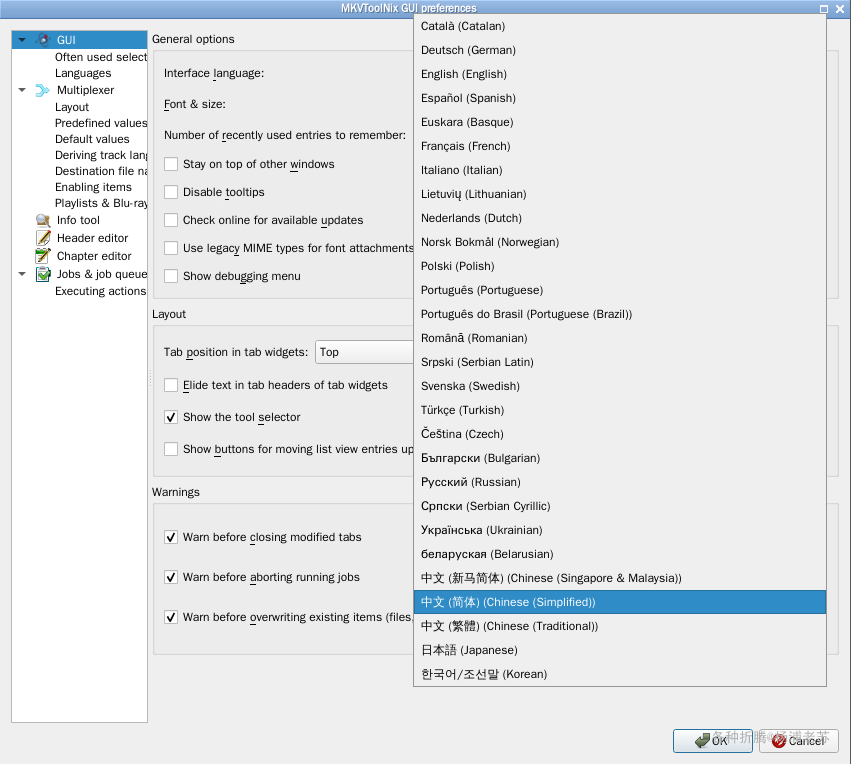 MKVToolNix GUI preferences
GUI
Often used select
Languages
Multiplexer
Layout
Predefined values
Default values
Deriving track lang
Destination file na
Enabling items
Playlists & Blu-ray
Info tool
Header editor
Chapter editor
Jobs & job queue
Executing actions
General options
Interface language:
Font & size:
Number of recently used entries to remember:
Stay on top of other windows
Disable tooltips
Check online for available updates
Use legacy MIME types for font attachments
Show debugging menu
Layout
Tab position in tab widgets: Top
Elide text in tab headers of tab widgets
Show the tool selector
Show buttons for moving list view entries up
Warnings
Warn before closing modified tabs
Warn before aborting running jobs
Warn before overwriting existing items (files,
Català (Catalan)
Deutsch (German)
English (English)
Español (Spanish)
Euskara (Basque)
Français (French)
Italiano (Italian)
Lietuvių (Lithuanian)
Nederlands (Dutch)
Norsk Bokmål (Norwegian)
Polski (Polish)
Português (Portuguese)
Português do Brasil (Portuguese (Brazil))
Română (Romanian)
Srpski (Serbian Latin)
Svenska (Swedish)
Türkçe (Turkish)
Čeština (Czech)
Български (Bulgarian)
Русский (Russian)
Српски (Serbian Cyrillic)
Українська (Ukrainian)
беларуская (Belarusian)
中文 (新马简体) (Chinese (Singapore & Malaysia))
中文 (简体) (Chinese (Simplified))
中文 (繁體) (Chinese (Traditional))
日本語 (Japanese)
한국어/조선말 (Korean)
OK
Cancel
各种折腾@杨浦老苏